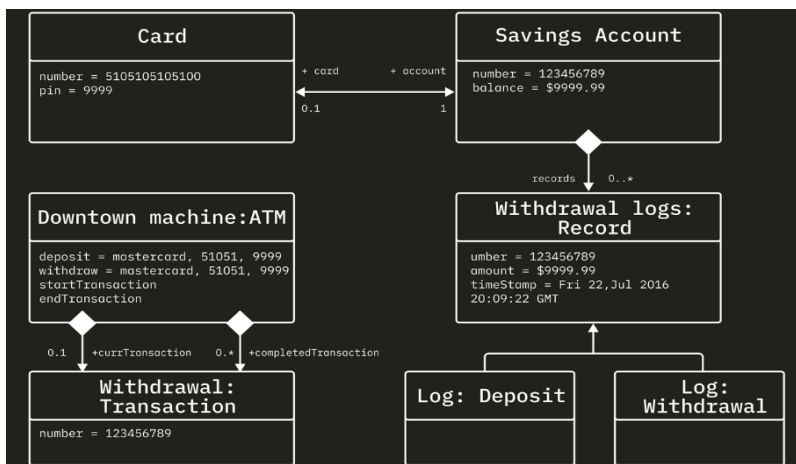 Card
number = 5105105105100
pin = 9999
+ card
+ account
0.1
1
Savings Account
number = 123456789
balance = $9999.99
records
0..*
Downtown machine:ATM
deposit = mastercard, 51051, 9999
withdraw = mastercard, 51051, 9999
startTransaction
endTransaction
Withdrawal logs:
Record
umber = 123456789
amount = $9999.99
timeStamp = Fri 22,Jul 2016
20:09:22 GMT
0.1
+currTransaction
0.*
+completedTransaction
Withdrawal:
Transaction
number = 123456789
Log: Deposit
Log:
Withdrawal